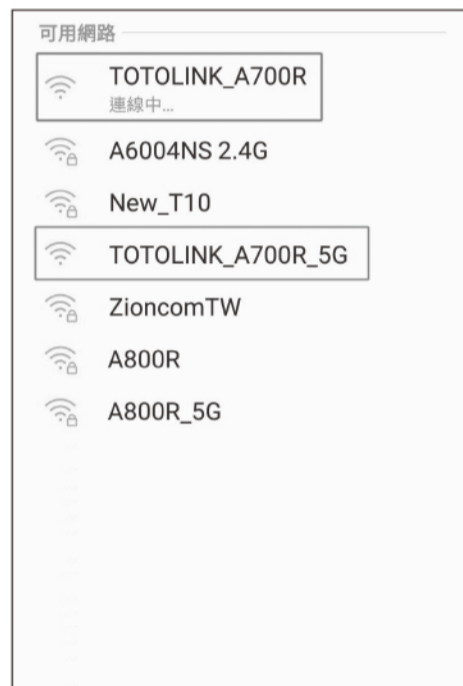 可用網路
TOTOLINK_A700R
連線中...
A6004NS 2.4G
New_T10
TOTOLINK_A700R_5G
ZioncomTW
A800R
A800R_5G